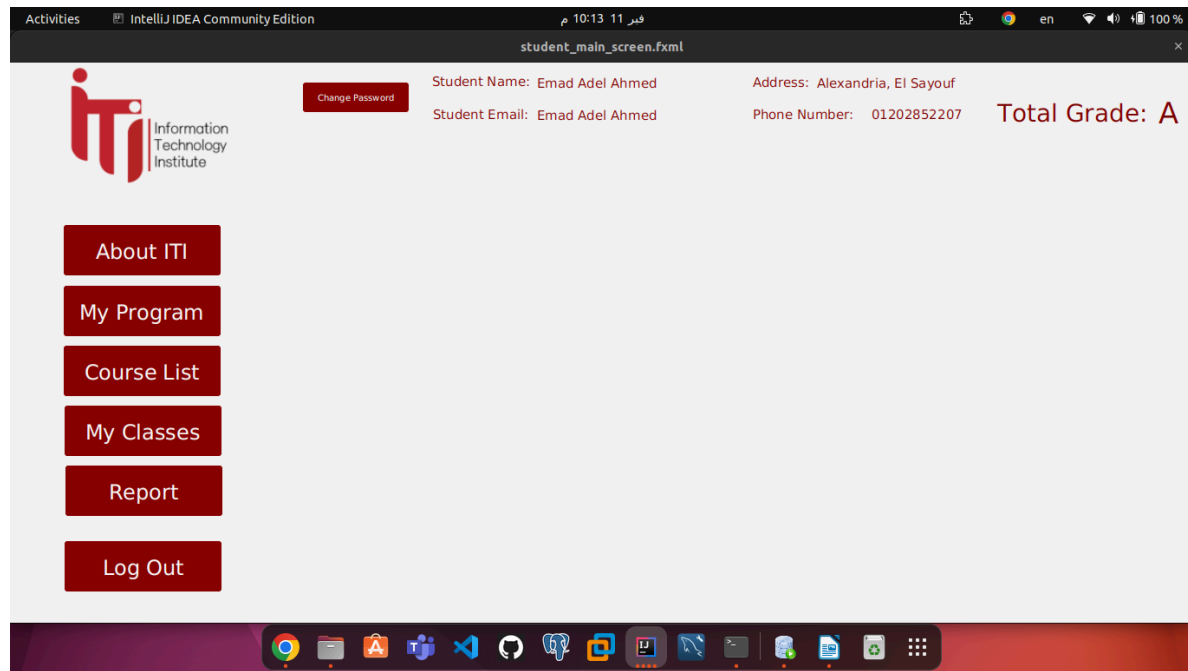 Activities IntelliJ IDEA Community Edition فبر 11 10:13 م en 100 %
student_main_screen.fxml ×
iTi
Information
Technology
Institute
Change Password
Student Name: Emad Adel Ahmed
Address: Alexandria, El Sayouf
Student Email: Emad Adel Ahmed
Phone Number: 01202852207
Total Grade: A
About ITI
My Program
Course List
My Classes
Report
Log Out